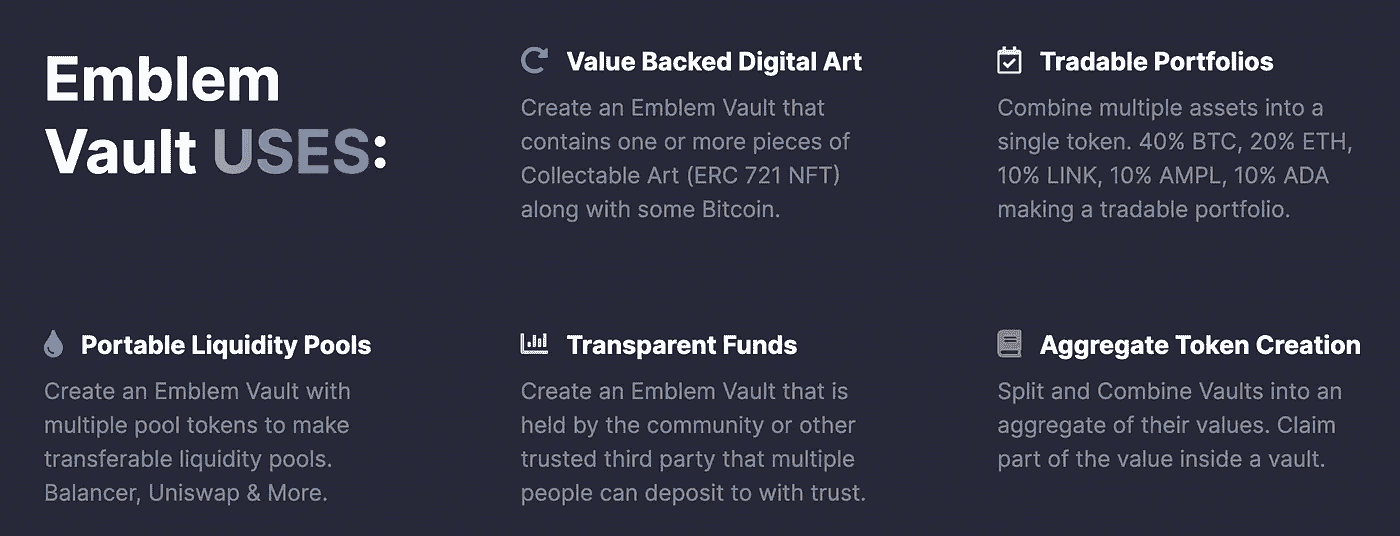 Emblem
Vault USES:
Value Backed Digital Art
Create an Emblem Vault that
contains one or more pieces of
Collectable Art (ERC 721 NFT)
along with some Bitcoin.
Tradable Portfolios
Combine multiple assets into a
single token. 40% BTC, 20% ETH,
10% LINK, 10% AMPL, 10% ADA
making a tradable portfolio.
Portable Liquidity Pools
Create an Emblem Vault with
multiple pool tokens to make
transferable liquidity pools.
Balancer, Uniswap & More.
Transparent Funds
Create an Emblem Vault that is
held by the community or other
trusted third party that multiple
people can deposit to with trust.
Aggregate Token Creation
Split and Combine Vaults into an
aggregate of their values. Claim
part of the value inside a vault.